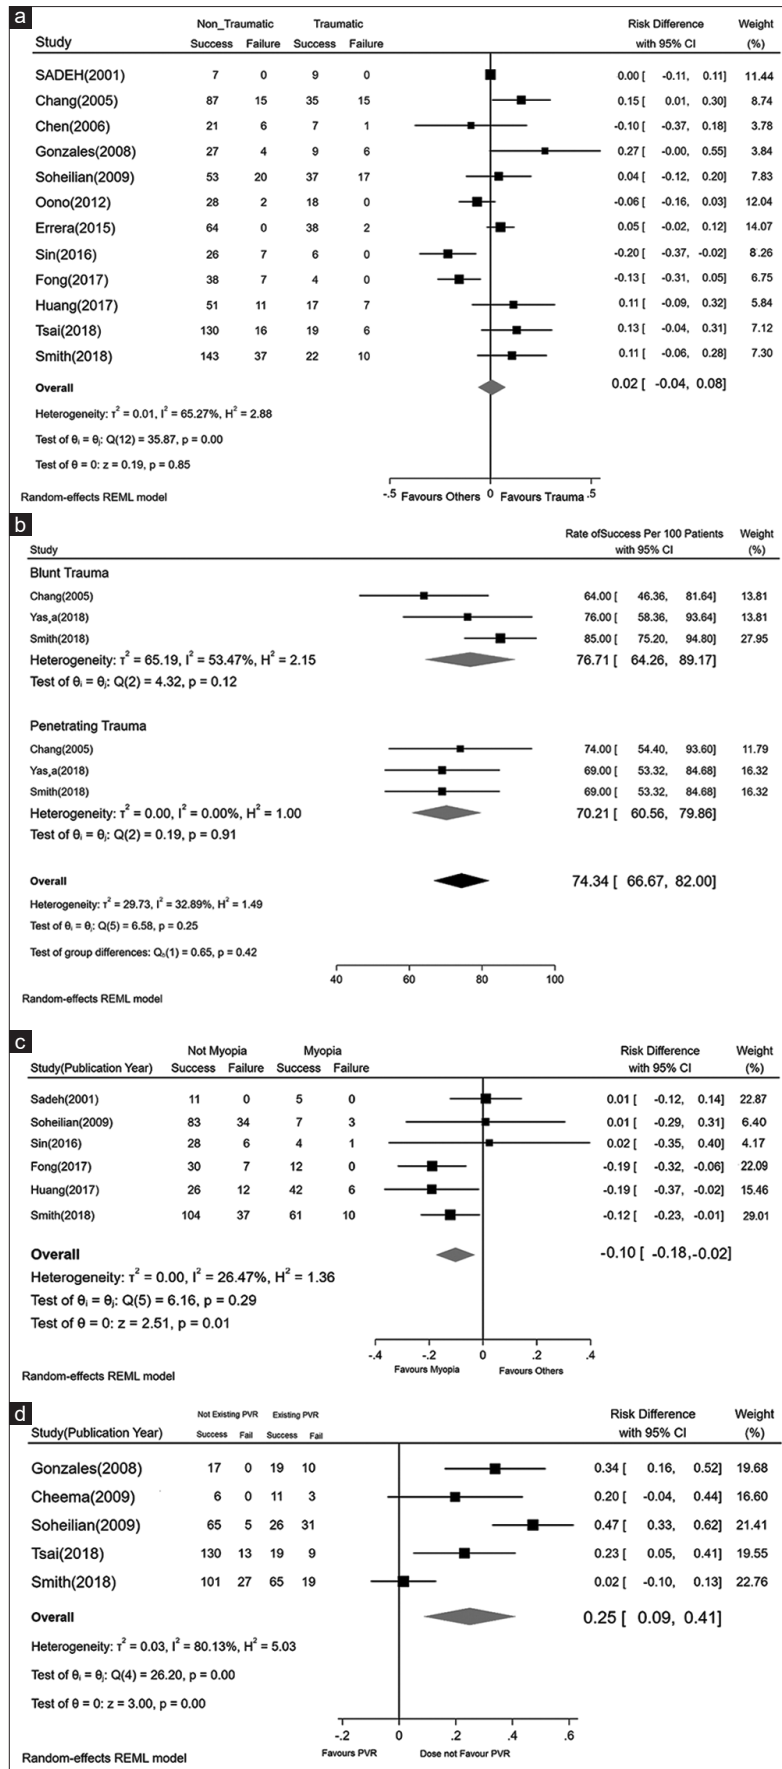 a
Non_Traumatic Traumatic Risk Difference Weight
Study Success Failure Success Failure with 95% CI (%)
SADEH(2001) 7 0 9 0 0.00 [ -0.11, 0.11] 11.44
Chang(2005) 87 15 35 15 0.15 [ 0.01, 0.30] 8.74
Chen(2006) 21 6 7 1 -0.10 [ -0.37, 0.18] 3.78
Gonzales(2008) 27 4 9 6 0.27 [ -0.00, 0.55] 3.84
Soheilian(2009) 53 20 37 17 0.04 [ -0.12, 0.20] 7.83
Oono(2012) 28 2 18 0 -0.06 [ -0.16, 0.03] 12.04
Errera(2015) 64 0 38 2 0.05 [ -0.02, 0.12] 14.07
Sin(2016) 26 7 6 0 -0.20 [ -0.37, -0.02] 8.26
Fong(2017) 38 7 4 0 -0.13 [ -0.31, 0.05] 6.75
Huang(2017) 51 11 17 7 0.11 [ -0.09, 0.32] 5.84
Tsai(2018) 130 16 19 6 0.13 [ -0.04, 0.31] 7.12
Smith(2018) 143 37 22 10 0.11 [ -0.06, 0.28] 7.30
Overall 0.02 [ -0.04, 0.08]
Heterogeneity: τ² = 0.01, I² = 65.27%, H² = 2.88
Test of θᵢ = θⱼ: Q(12) = 35.87, p = 0.00
Test of θ = 0: z = 0.19, p = 0.85
-.5 Favours Others 0 Favours Trauma .5
Random-effects REML model
b
Rate ofSuccess Per 100 Patients Weight
Study with 95% CI (%)
Blunt Trauma
Chang(2005) 64.00 [ 46.36, 81.64] 13.81
Yas,a(2018) 76.00 [ 58.36, 93.64] 13.81
Smith(2018) 85.00 [ 75.20, 94.80] 27.95
Heterogeneity: τ² = 65.19, I² = 53.47%, H² = 2.15 76.71 [ 64.26, 89.17]
Test of θᵢ = θⱼ: Q(2) = 4.32, p = 0.12
Penetrating Trauma
Chang(2005) 74.00 [ 54.40, 93.60] 11.79
Yas,a(2018) 69.00 [ 53.32, 84.68] 16.32
Smith(2018) 69.00 [ 53.32, 84.68] 16.32
Heterogeneity: τ² = 0.00, I² = 0.00%, H² = 1.00 70.21 [ 60.56, 79.86]
Test of θᵢ = θⱼ: Q(2) = 0.19, p = 0.91
Overall 74.34 [ 66.67, 82.00]
Heterogeneity: τ² = 29.73, I² = 32.89%, H² = 1.49
Test of θᵢ = θⱼ: Q(5) = 6.58, p = 0.25
Test of group differences: Q_b(1) = 0.65, p = 0.42
40 60 80 100
Random-effects REML model
c
Not Myopia Myopia Risk Difference Weight
Study(Publication Year) Success Failure Success Failure with 95% CI (%)
Sadeh(2001) 11 0 5 0 0.01 [ -0.12, 0.14] 22.87
Soheilian(2009) 83 34 7 3 0.01 [ -0.29, 0.31] 6.40
Sin(2016) 28 6 4 1 0.02 [ -0.35, 0.40] 4.17
Fong(2017) 30 7 12 0 -0.19 [ -0.32, -0.06] 22.09
Huang(2017) 26 12 42 6 -0.19 [ -0.37, -0.02] 15.46
Smith(2018) 104 37 61 10 -0.12 [ -0.23, -0.01] 29.01
Overall -0.10 [ -0.18,-0.02]
Heterogeneity: τ² = 0.00, I² = 26.47%, H² = 1.36
Test of θᵢ = θⱼ: Q(5) = 6.16, p = 0.29
Test of θ = 0: z = 2.51, p = 0.01
-.4 -.2 0 .2 .4
Favours Myopia Favours Others
Random-effects REML model
d
Not Existing PVR Existing PVR Risk Difference Weight
Study(Publication Year) Success Fail Success Fail with 95% CI (%)
Gonzales(2008) 17 0 19 10 0.34 [ 0.16, 0.52] 19.68
Cheema(2009) 6 0 11 3 0.20 [ -0.04, 0.44] 16.60
Soheilian(2009) 65 5 26 31 0.47 [ 0.33, 0.62] 21.41
Tsai(2018) 130 13 19 9 0.23 [ 0.05, 0.41] 19.55
Smith(2018) 101 27 65 19 0.02 [ -0.10, 0.13] 22.76
Overall 0.25 [ 0.09, 0.41]
Heterogeneity: τ² = 0.03, I² = 80.13%, H² = 5.03
Test of θᵢ = θⱼ: Q(4) = 26.20, p = 0.00
Test of θ = 0: z = 3.00, p = 0.00
-.2 0 .2 .4 .6
Favours PVR Dose not Favour PVR
Random-effects REML model